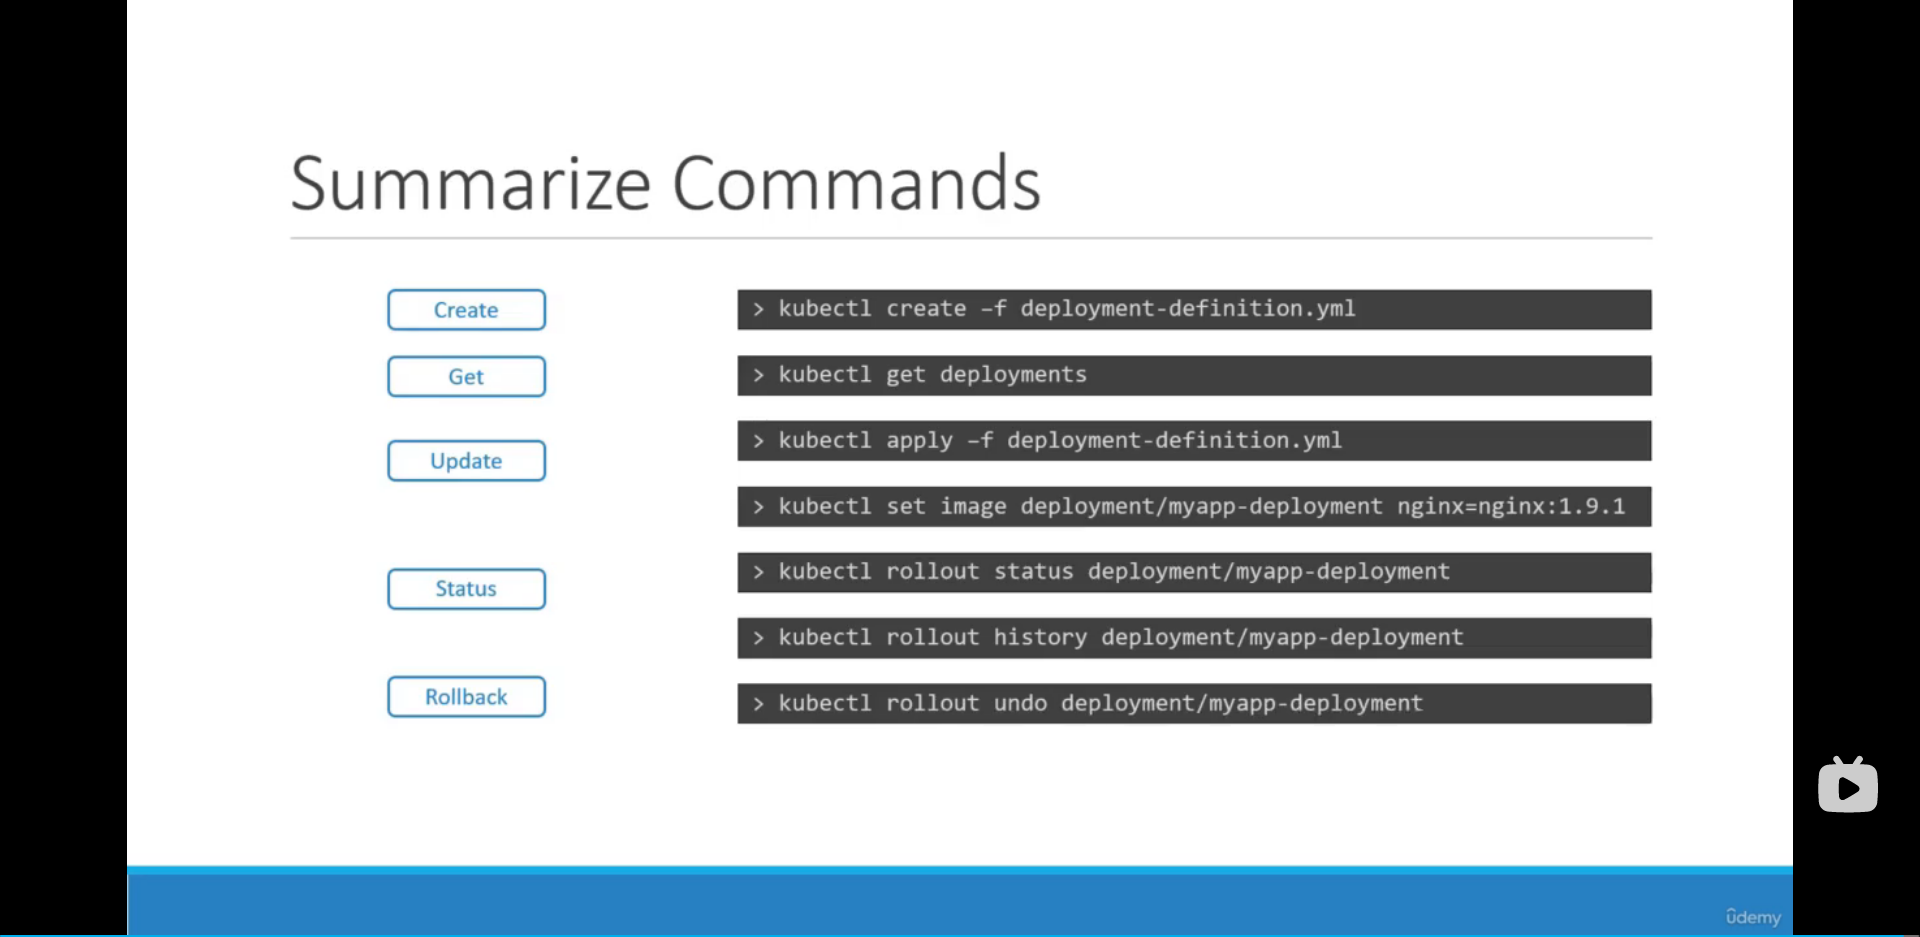 Summarize Commands
Create
> kubectl create –f deployment-definition.yml
Get
> kubectl get deployments
Update
> kubectl apply –f deployment-definition.yml
> kubectl set image deployment/myapp-deployment nginx=nginx:1.9.1
Status
> kubectl rollout status deployment/myapp-deployment
> kubectl rollout history deployment/myapp-deployment
Rollback
> kubectl rollout undo deployment/myapp-deployment
ûdemy